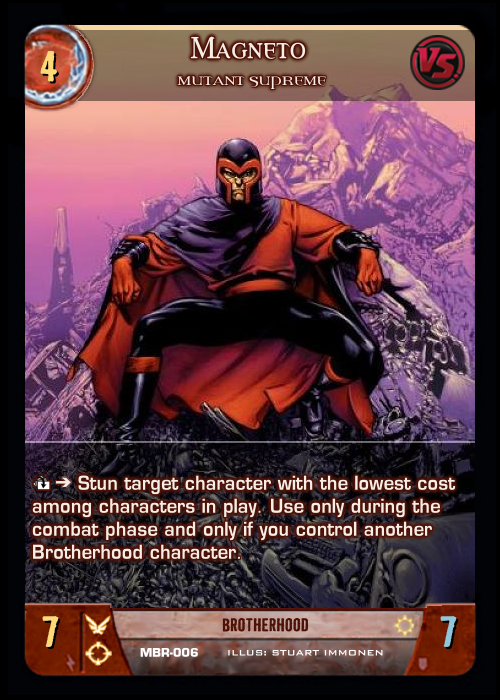 4
Magneto
VS.
MUTANT SUPREME
➔ Stun target character with the lowest cost
among characters in play. Use only during the
combat phase and only if you control another
Brotherhood character.
7
BROTHERHOOD
7
MBR-006 ILLUS: STUART IMMONEN